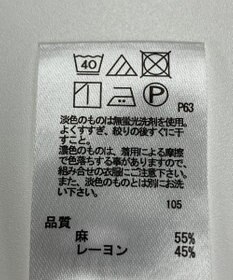 40
P
P63
淡色のものは無蛍光洗剤を使用。
よくすすぎ、絞りの後すぐに干
すこと。
濃色のものは、着用による摩擦
で色落ちする事がありますので、
組み合せの衣服にご注意下さい。
また、淡色のものとは別にお洗
い下さい。
105
品質
麻 55%
レーヨン 45%